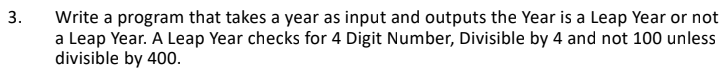 3. Write a program that takes a year as input and outputs the Year is a Leap Year or not
a Leap Year. A Leap Year checks for 4 Digit Number, Divisible by 4 and not 100 unless
divisible by 400.